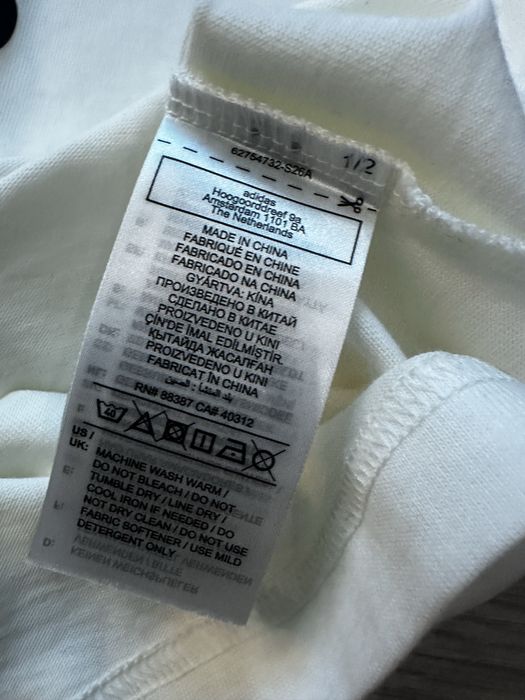 62754732-S26A
1/2
adidas
Hoogoorddreef 9a
Amsterdam 1101 BA
The Netherlands
MADE IN CHINA
FABRIQUÉ EN CHINE
FABRICADO EN CHINA
FABRICADO NA CHINA
GYÁRTVA: KÍNA
ПРОИЗВЕДЕНО В КИТАЙ
СДЕЛАНО В КИТАЕ
PROIZVEDENO U KINI
ÇİN'DE İMAL EDİLMİŞTİR.
ҚЫТАЙДА ЖАСАЛҒАН
PROIZVEDENO U KINI
FABRICAT ÎN CHINA
بلد المنشأ : الصين
RN# 88387 CA# 40312
40
US /
UK:
MACHINE WASH WARM /
DO NOT BLEACH / DO NOT
TUMBLE DRY / LINE DRY /
COOL IRON IF NEEDED / DO
NOT DRY CLEAN / DO NOT USE
FABRIC SOFTENER / USE MILD
DETERGENT ONLY.
D: